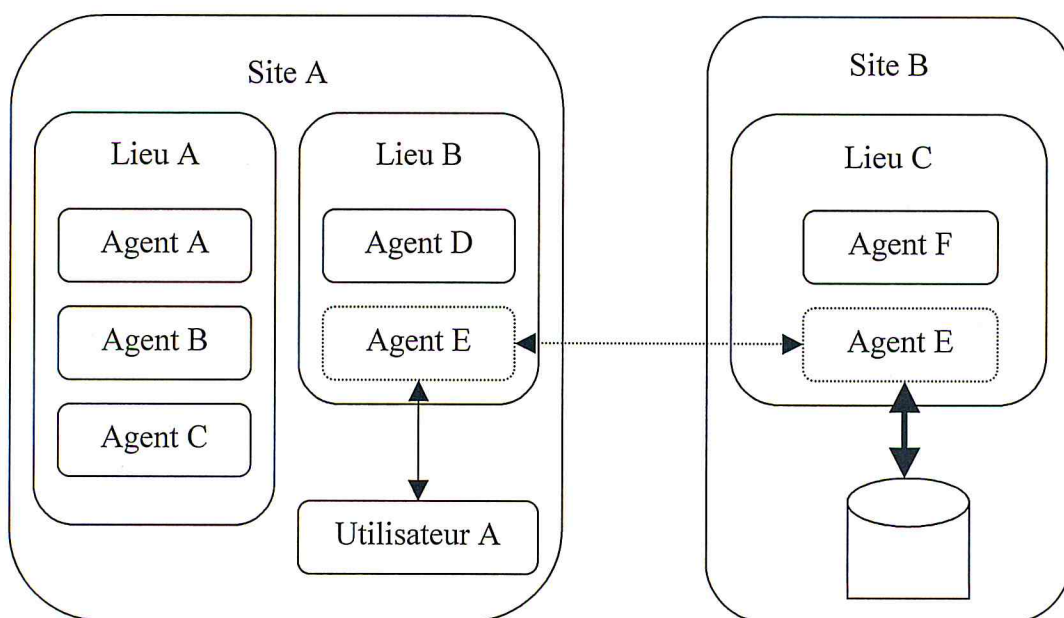 Site A
Lieu A
Agent A
Agent B
Agent C
Lieu B
Agent D
Agent E
Utilisateur A
Site B
Lieu C
Agent F
Agent E